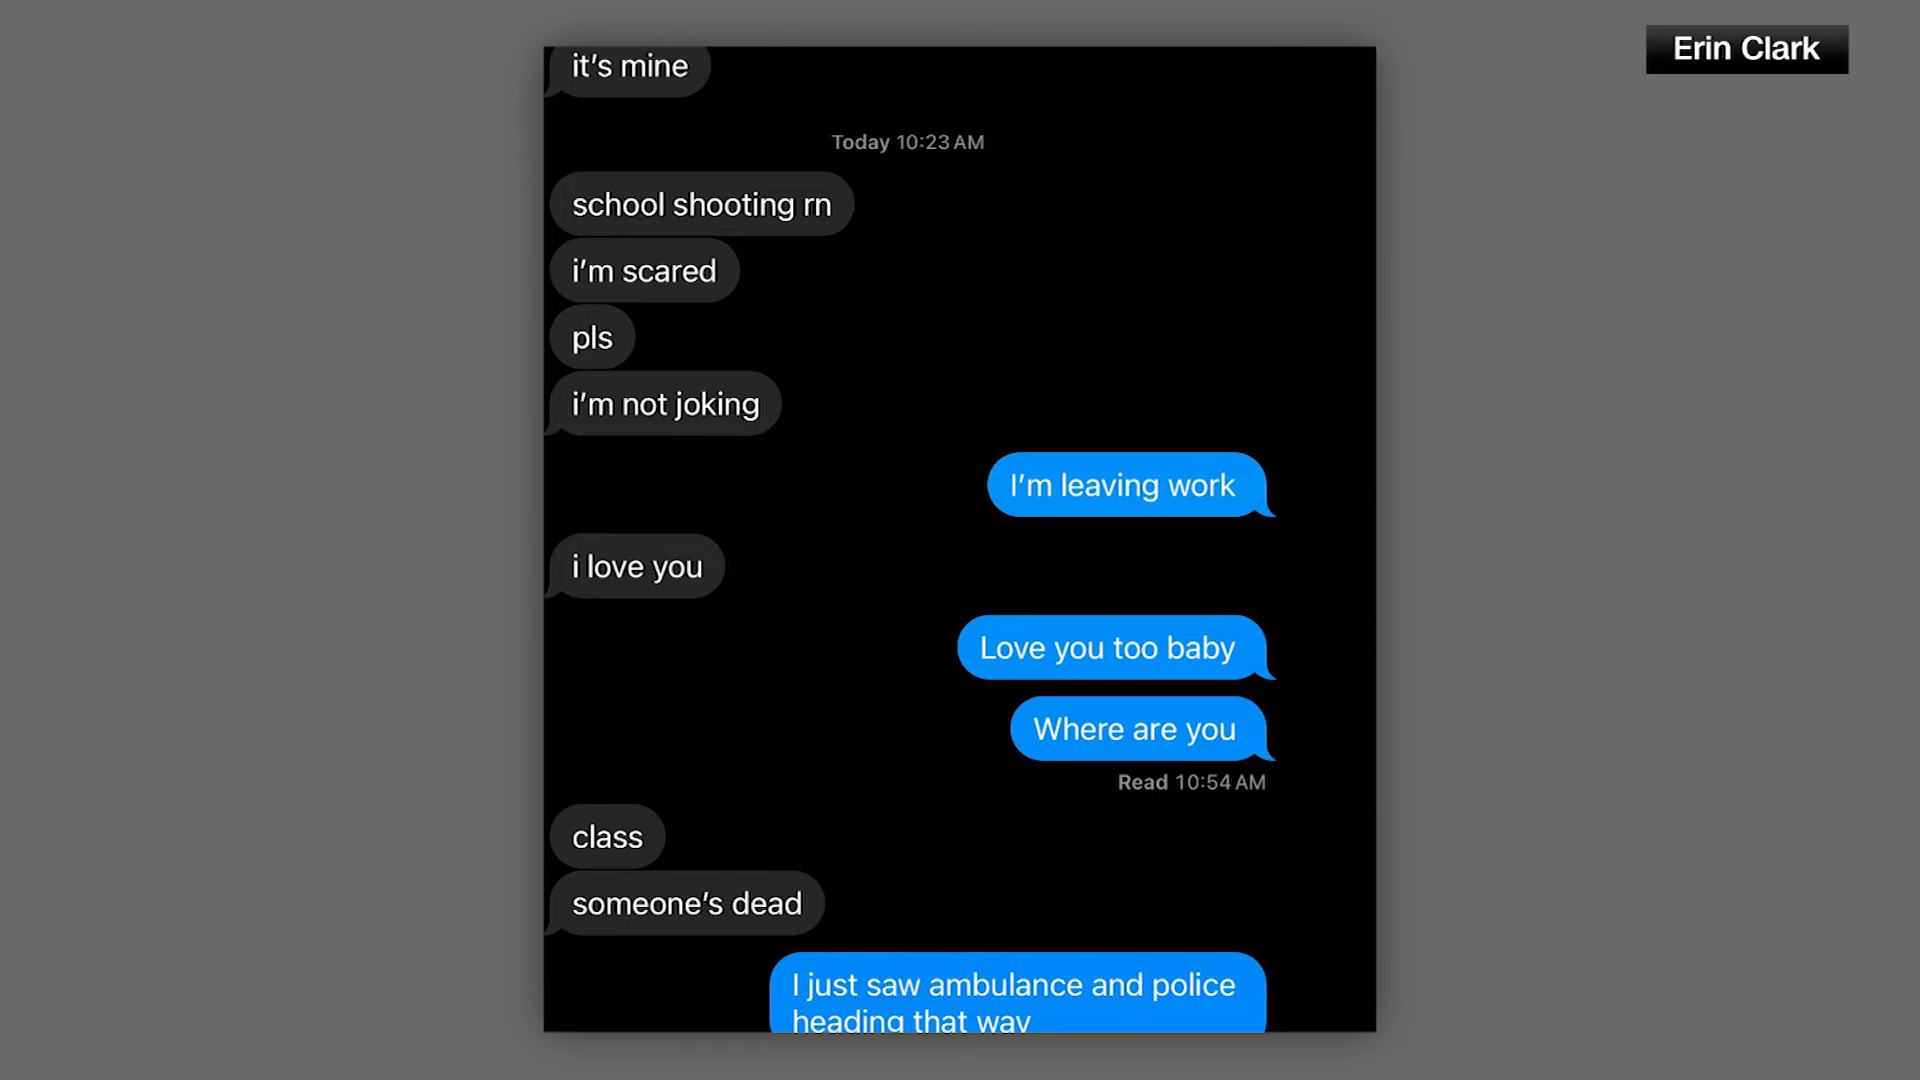 Erin Clark
it's mine
Today 10:23 AM
school shooting rn
i'm scared
pls
i'm not joking
I'm leaving work
i love you
Love you too baby
Where are you
Read 10:54 AM
class
someone's dead
I just saw ambulance and police
heading that way